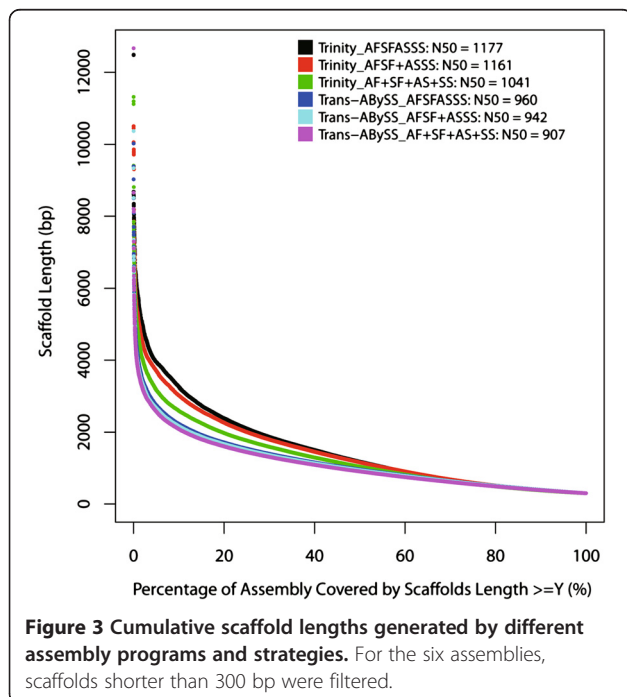 Trinity_AFSFASSS: N50 = 1177
Trinity_AFSF+ASSS: N50 = 1161
Trinity_AF+SF+AS+SS: N50 = 1041
Trans−ABySS_AFSFASSS: N50 = 960
Trans−ABySS_AFSF+ASSS: N50 = 942
Trans−ABySS_AF+SF+AS+SS: N50 = 907
Scaffold Length (bp)
12000
10000
8000
6000
4000
2000
0
0 20 40 60 80 100
Percentage of Assembly Covered by Scaffolds Length >=Y (%)
Figure 3 Cumulative scaffold lengths generated by different
assembly programs and strategies. For the six assemblies,
scaffolds shorter than 300 bp were filtered.